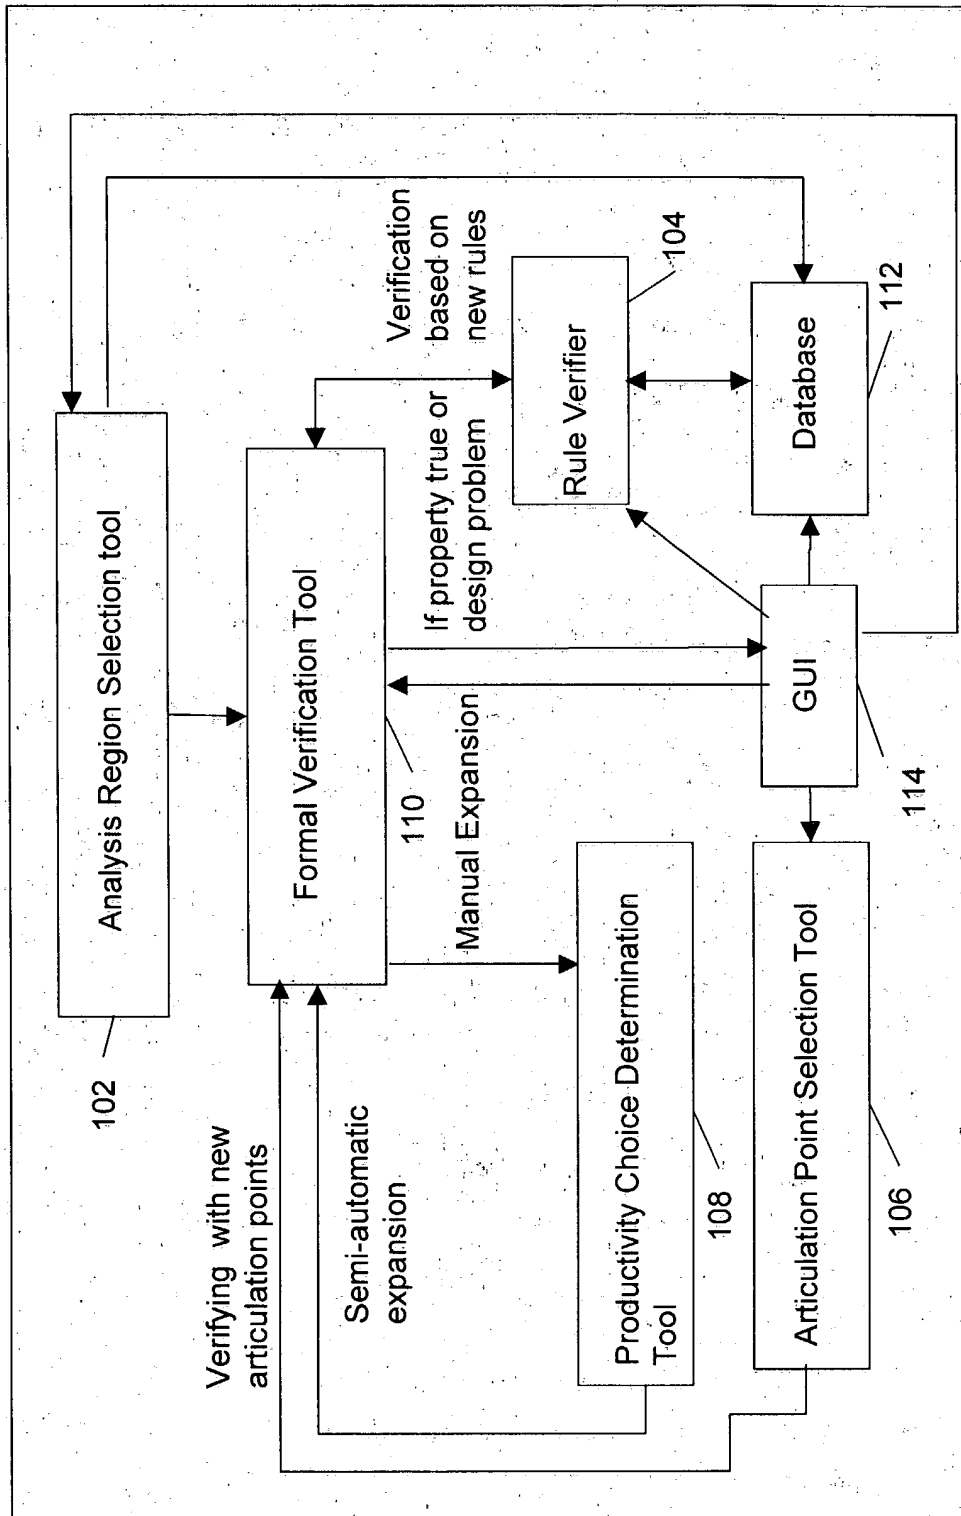 Analysis Region Selection tool
102
Verifying with new
articulation points
Semi-automatic
expansion
Formal Verification Tool
110
Manual Expansion
If property true or
design problem
Verification
based on
new rules
Productivity Choice Determination
Tool
108
Rule Verifier
104
Articulation Point Selection Tool
106
GUI
114
Database
112